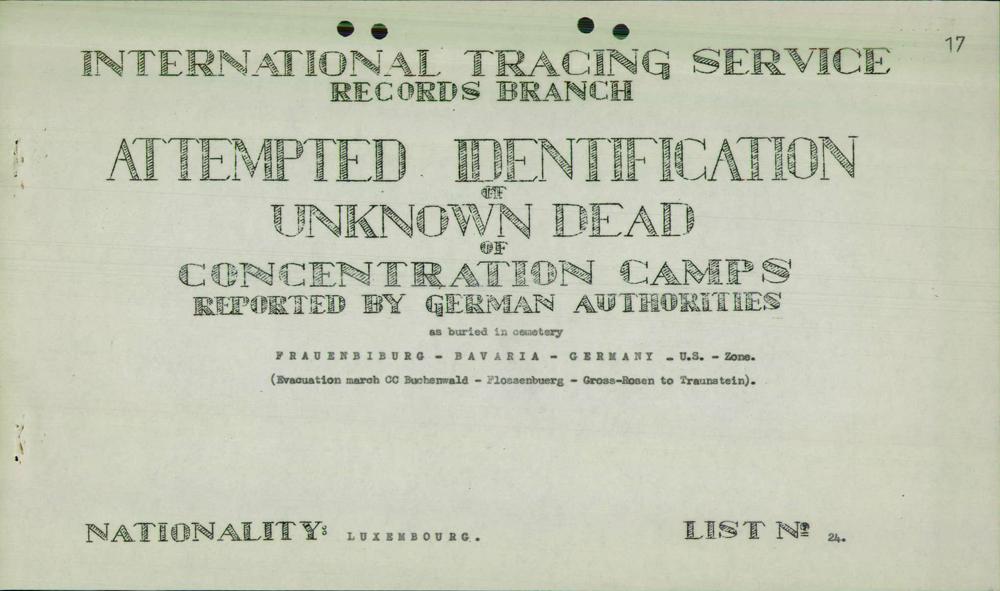 17
INTERNATIONAL TRACING SERVICE
RECORDS BRANCH
ATTEMPTED IDENTIFICATION
OF
UNKNOWN DEAD
OF
CONCENTRATION CAMPS
REPORTED BY GERMAN AUTHORITIES
as buried in cemetery
FRAUENBIBURG - BAVARIA - GERMANY - U.S. - Zone.
(Evacuation march CC Buchenwald - Flossenbuerg - Gross-Rosen to Traunstein).
NATIONALITY: LUXEMBOURG. LIST Nº 24.